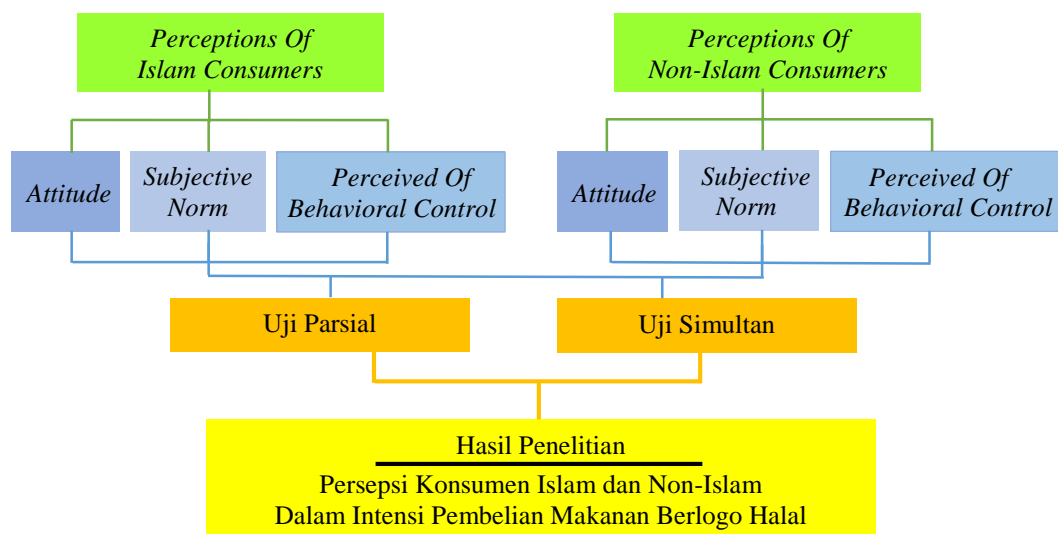 Perceptions Of
Islam Consumers
Perceptions Of
Non-Islam Consumers
Attitude
Subjective
Norm
Perceived Of
Behavioral Control
Attitude
Subjective
Norm
Perceived Of
Behavioral Control
Uji Parsial
Uji Simultan
Hasil Penelitian
Persepsi Konsumen Islam dan Non-Islam
Dalam Intensi Pembelian Makanan Berlogo Halal